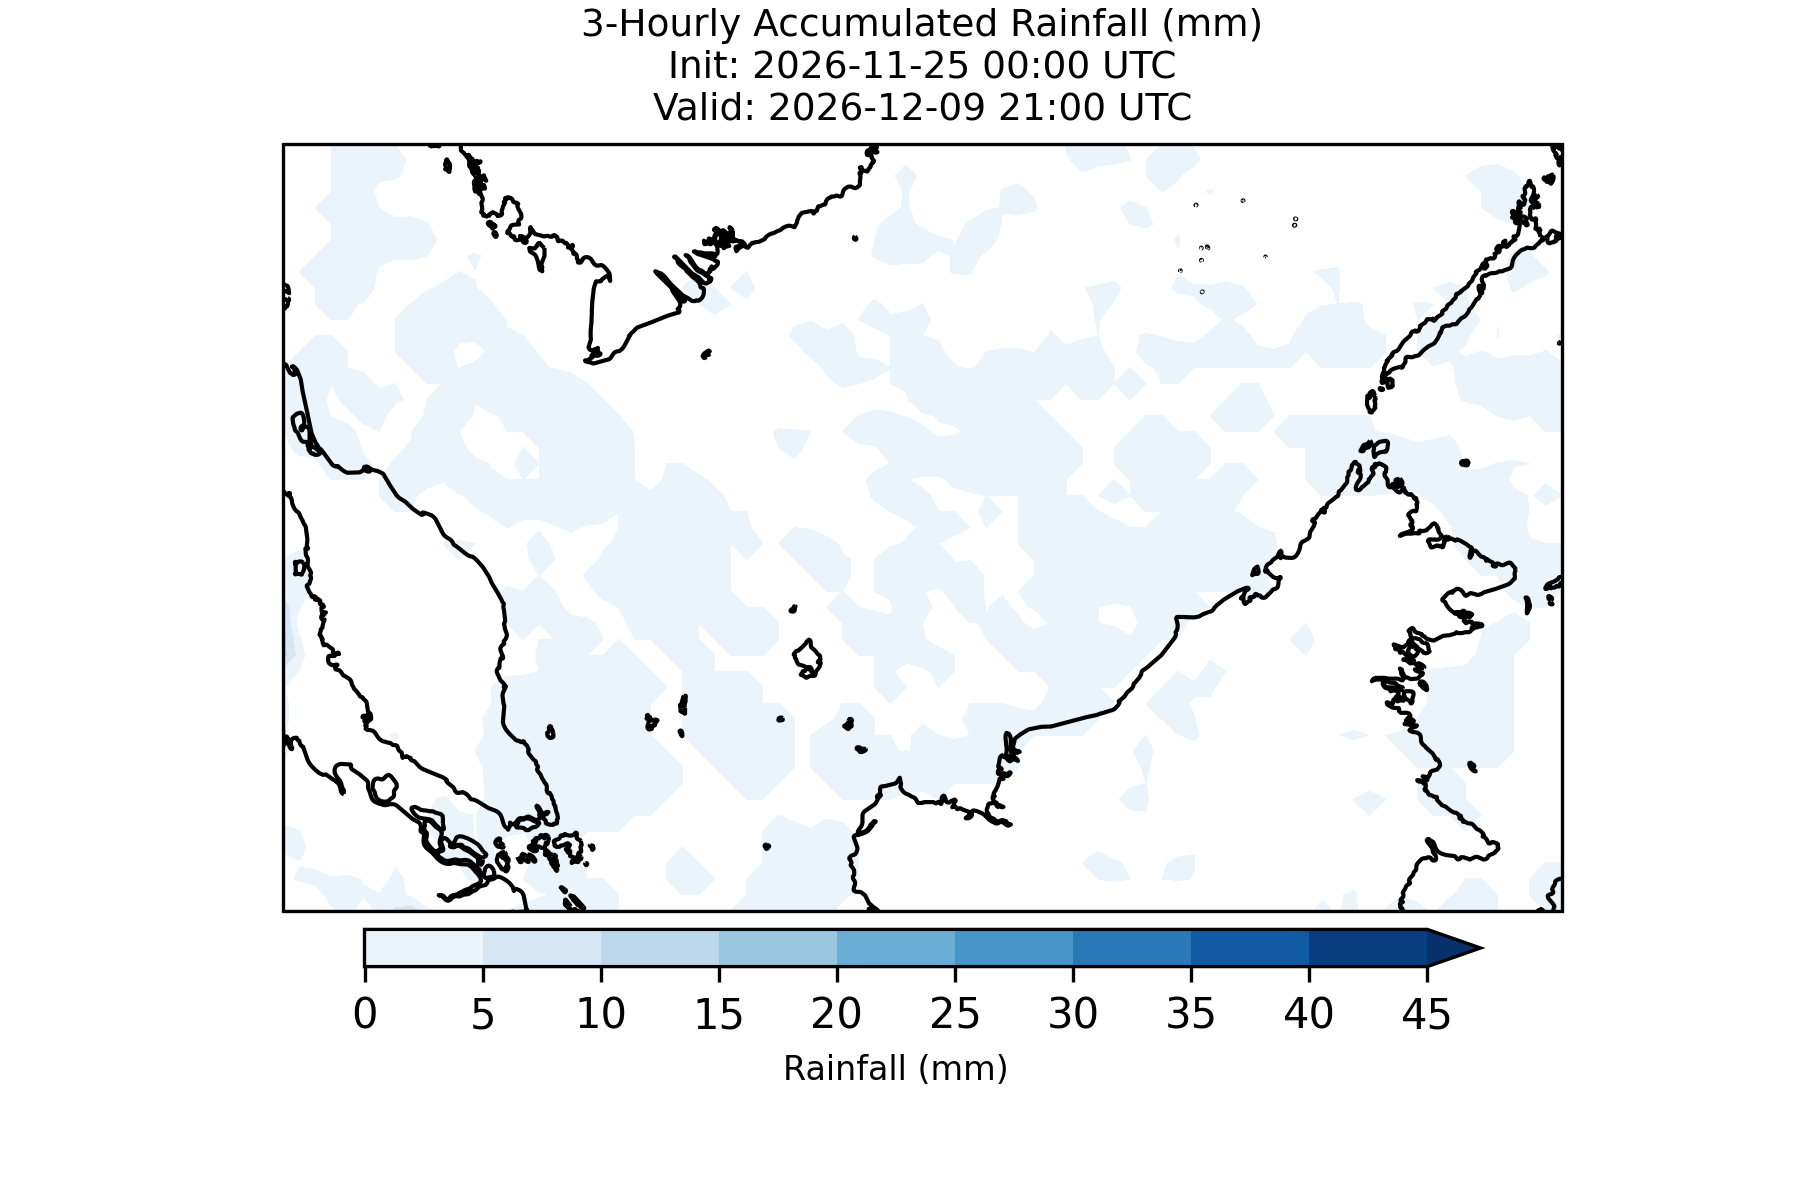 3-Hourly Accumulated Rainfall (mm)
Init: 2026-11-25 00:00 UTC
Valid: 2026-12-09 21:00 UTC
0 5 10 15 20 25 30 35 40 45
Rainfall (mm)